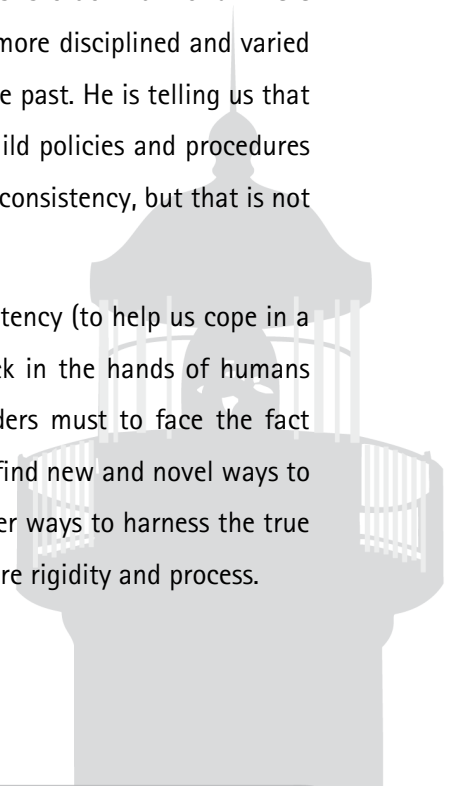 more disciplined and varied
e past. He is telling us that
ild policies and procedures
consistency, but that is not
tency (to help us cope in a
k in the hands of humans
ders must to face the fact
find new and novel ways to
er ways to harness the true
re rigidity and process.